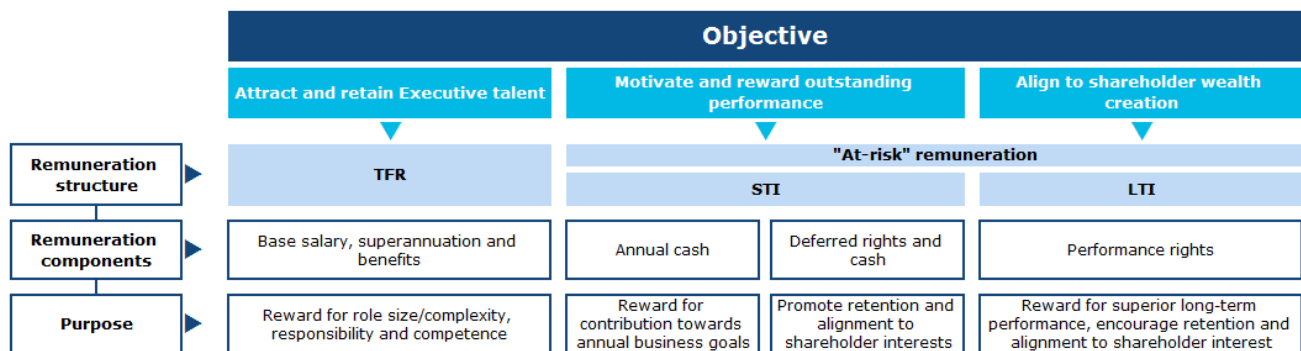 Objective
Attract and retain Executive talent
Motivate and reward outstanding
performance
Align to shareholder wealth
creation
Remuneration
structure
TFR
"At-risk" remuneration
STI
LTI
Remuneration
components
Base salary, superannuation and
benefits
Annual cash
Deferred rights and
cash
Performance rights
Purpose
Reward for role size/complexity,
responsibility and competence
Reward for
contribution towards
annual business goals
Promote retention and
alignment to
shareholder interests
Reward for superior long-term
performance, encourage retention and
alignment to shareholder interest